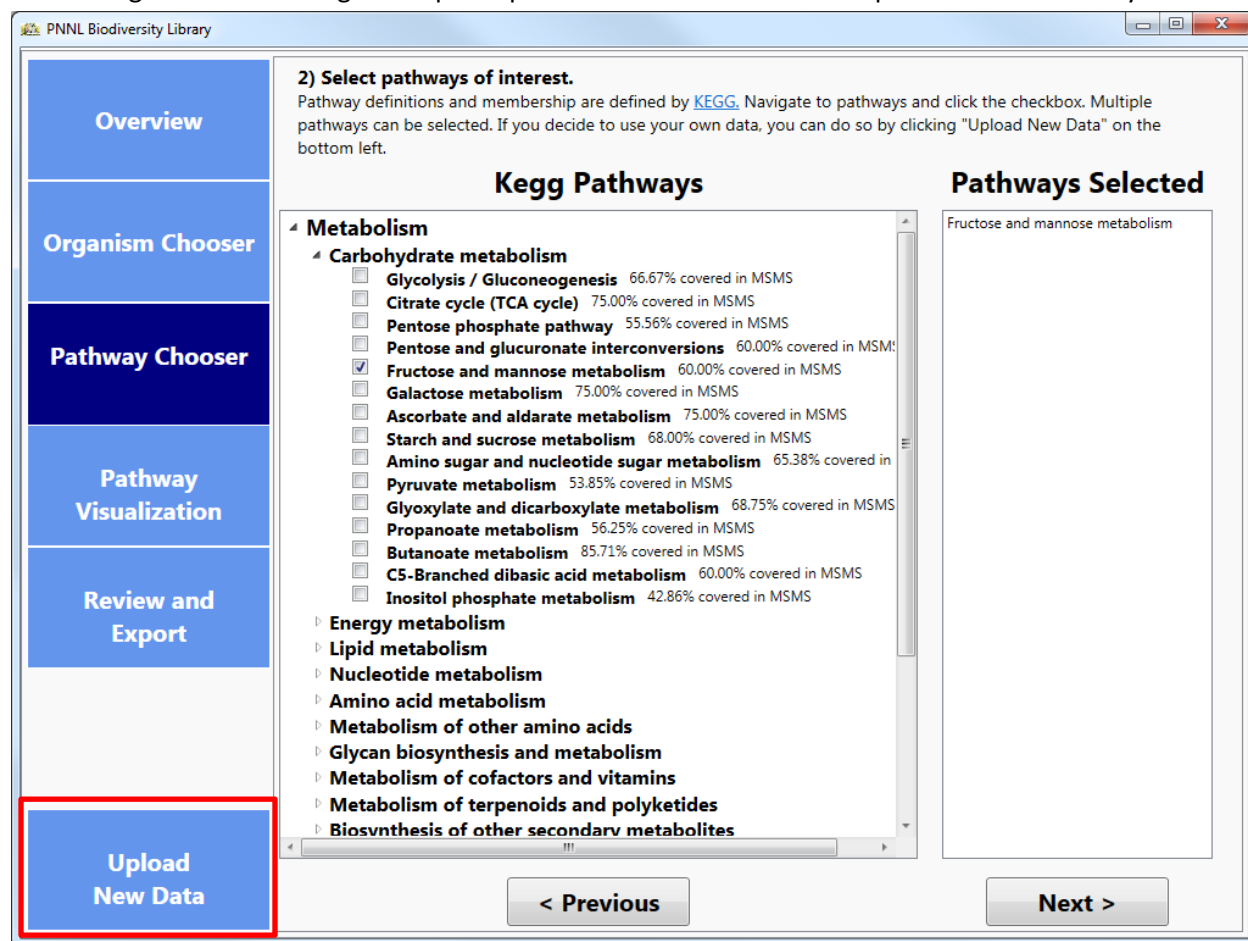 PNNL Biodiversity Library
Overview
Organism Chooser
Pathway Chooser
Pathway
Visualization
Review and
Export
Upload
New Data
2) Select pathways of interest.
Pathway definitions and membership are defined by KEGG. Navigate to pathways and click the checkbox. Multiple
pathways can be selected. If you decide to use your own data, you can do so by clicking "Upload New Data" on the
bottom left.
Kegg Pathways
Metabolism
Carbohydrate metabolism
Glycolysis / Gluconeogenesis 66.67% covered in MSMS
Citrate cycle (TCA cycle) 75.00% covered in MSMS
Pentose phosphate pathway 55.56% covered in MSMS
Pentose and glucuronate interconversions 60.00% covered in MSM
Fructose and mannose metabolism 60.00% covered in MSMS
Galactose metabolism 75.00% covered in MSMS
Ascorbate and aldarate metabolism 75.00% covered in MSMS
Starch and sucrose metabolism 68.00% covered in MSMS
Amino sugar and nucleotide sugar metabolism 65.38% covered in
Pyruvate metabolism 53.85% covered in MSMS
Glyoxylate and dicarboxylate metabolism 68.75% covered in MSMS
Propanoate metabolism 56.25% covered in MSMS
Butanoate metabolism 85.71% covered in MSMS
C5-Branched dibasic acid metabolism 60.00% covered in MSMS
Inositol phosphate metabolism 42.86% covered in MSMS
Energy metabolism
Lipid metabolism
Nucleotide metabolism
Amino acid metabolism
Metabolism of other amino acids
Glycan biosynthesis and metabolism
Metabolism of cofactors and vitamins
Metabolism of terpenoids and polyketides
Biosynthesis of other secondary metabolites
Pathways Selected
Fructose and mannose metabolism
< Previous
Next >